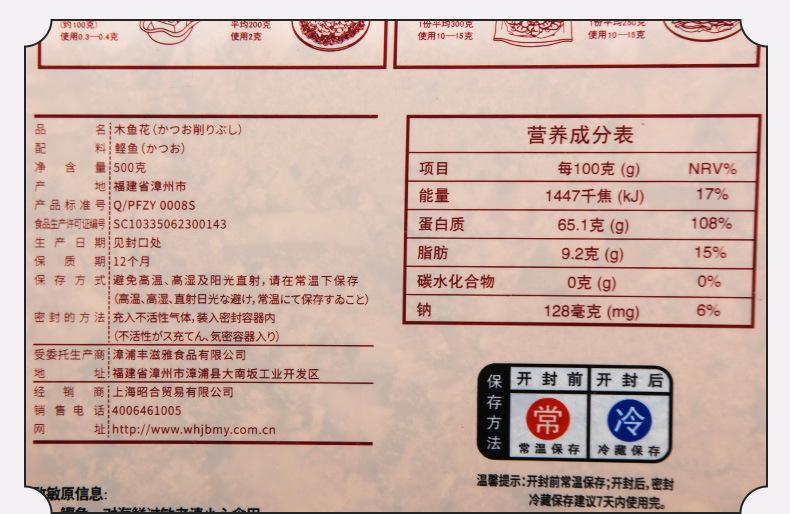 (约100克)
使用0.3—0.4克
平均200克
使用2克
1份平均300克
使用10—15克
1份平均250克
使用10—15克
品名 木鱼花(かつお削りぶし)
配料 鲣鱼(かつお)
净含量 500克
产地 福建省漳州市
产品标准号 Q/PFZY 0008S
食品生产许可证编号 SC10335062300143
生产日期 见封口处
保质期 12个月
保存方式 避免高温、高湿及阳光直射,请在常温下保存
(高温、高湿、直射日光な避け,常温にて保存するゐこと)
密封的方法 充入不活性气体,装入密封容器内
(不活性がス充てん、気密容器入り)
受委托生产商 漳浦丰滋雅食品有限公司
地址 福建省漳州市漳浦县大南坂工业开发区
经销商 上海昭合贸易有限公司
销售电话 4006461005
网址 http://www.whjbmy.com.cn
营养成分表
项目 每100克 (g) NRV%
能量 1447千焦 (kJ) 17%
蛋白质 65.1克 (g) 108%
脂肪 9.2克 (g) 15%
碳水化合物 0克 (g) 0%
钠 128毫克 (mg) 6%
保存方法
开封前 开封后
常 冷
常温保存 冷藏保存
温馨提示:开封前常温保存;开封后,密封
冷藏保存建议7天内使用完。
致敏原信息: